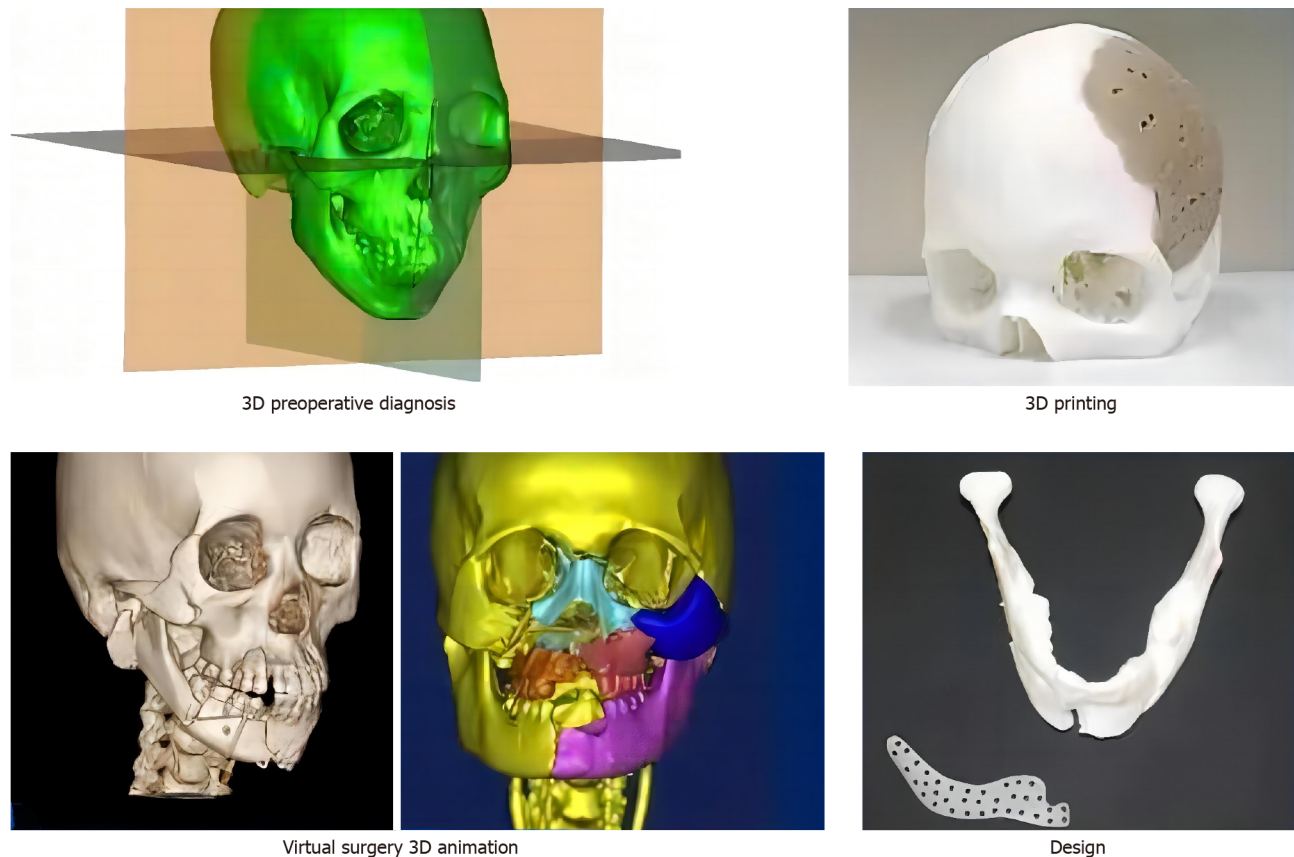 3D preoperative diagnosis
3D printing
Virtual surgery 3D animation
Design